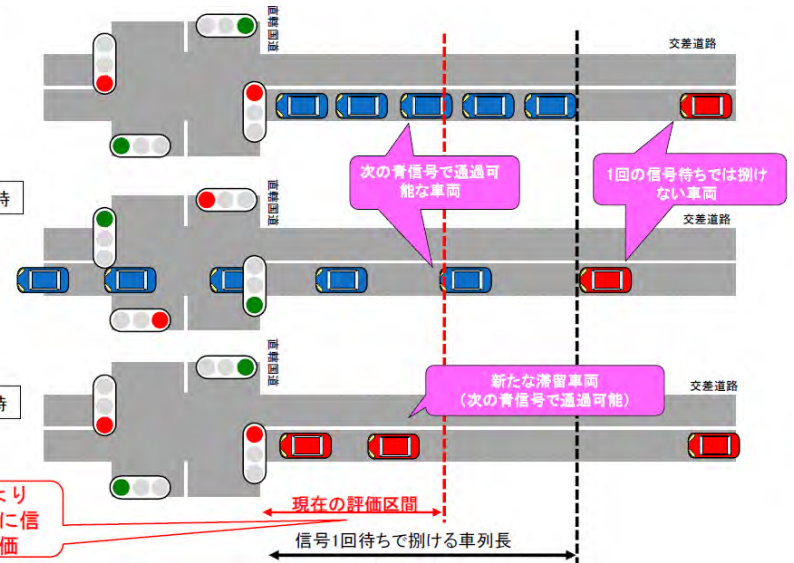 直轄国道
交差道路
次の青信号で通過可
能な車両
1回の信号待ちでは捌け
ない車両
時
直轄国道
交差道路
直轄国道
新たな滞留車両
(次の青信号で通過可能)
交差道路
時
より
に信
価
現在の評価区間
信号1回待ちで捌ける車列長